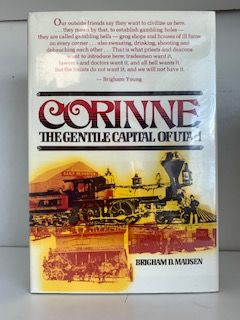 Our outside friends say they want to civilize us here.
...they mean by that, to establish gambling holes—
they are called gambling hells — grog shops and houses of ill fame
on every corner . . . also swearing, drinking, shooting and
debauching each other . . . That is what priests and deacons
want to introduce here; tradesmen want it,
lawyers and doctors want it, and all hell wants it.
But the Saints do not want it, and we will not have it.
— Brigham Young
CORINNE
THE GENTILE CAPITAL OF UTAH
DAILY REPORTER
BRIGHAM D. MADSEN